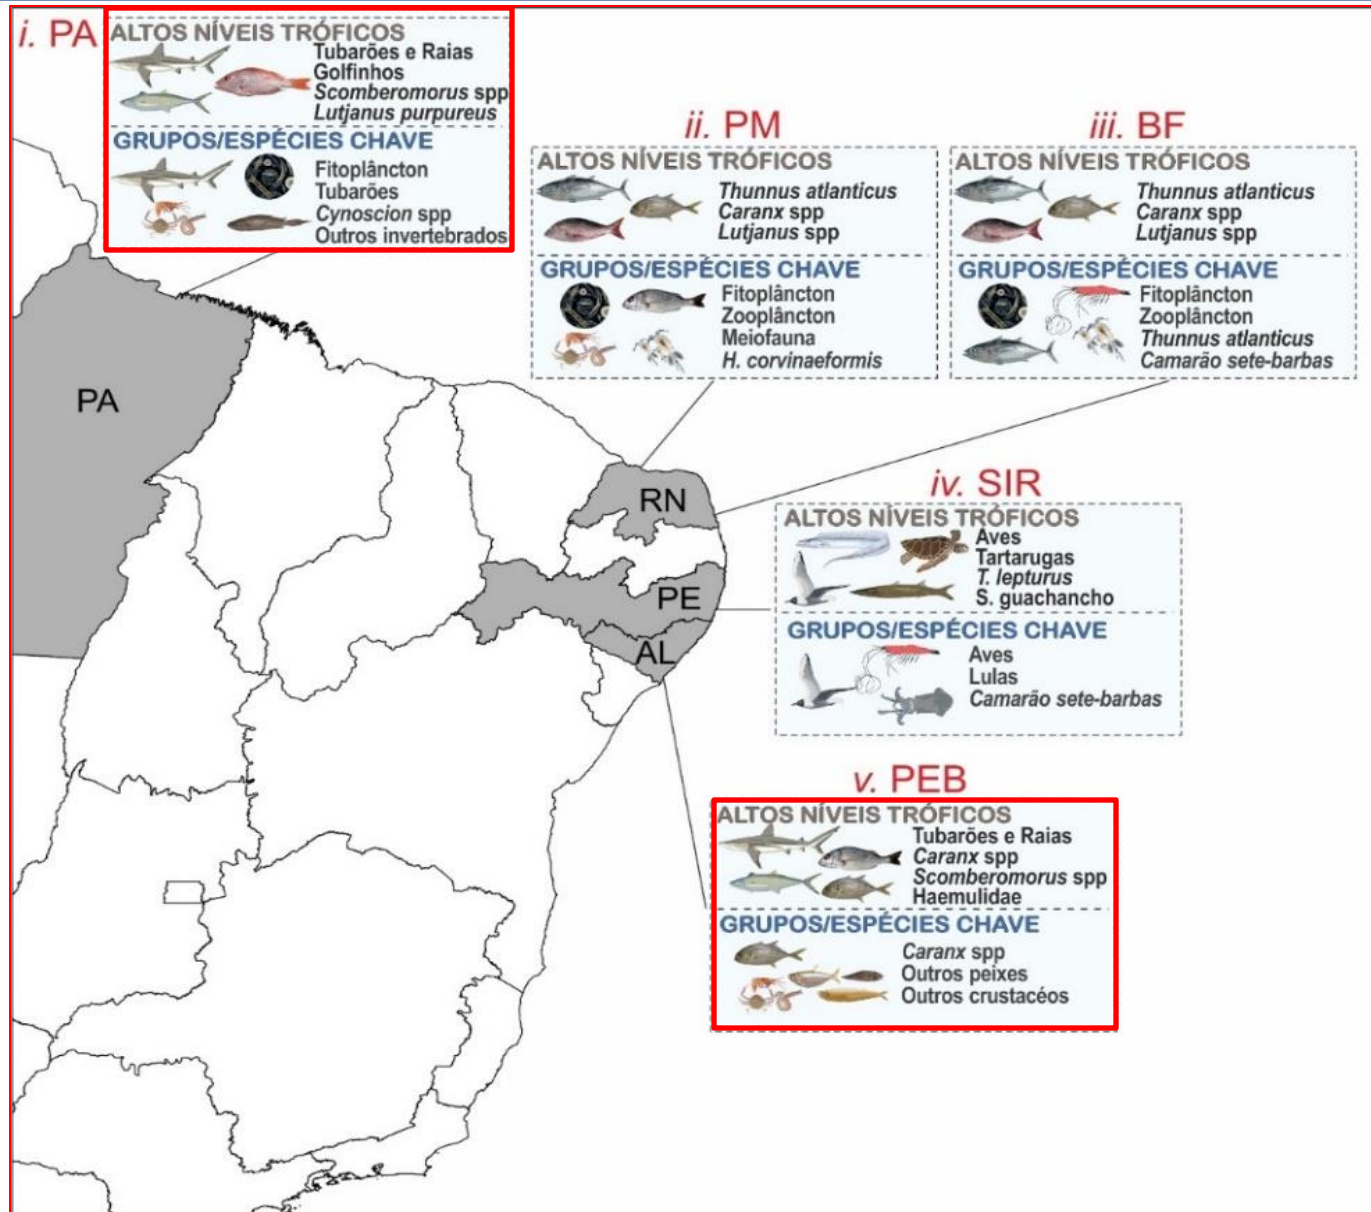 i. PA
ALTOS NÍVEIS TRÓFICOS
Tubarões e Raias
Golfinhos
Scomberomorus spp
Lutjanus purpureus
GRUPOS/ESPÉCIES CHAVE
Fitoplâncton
Tubarões
Cynoscion spp
Outros invertebrados
ii. PM
ALTOS NÍVEIS TRÓFICOS
Thunnus atlanticus
Caranx spp
Lutjanus spp
GRUPOS/ESPÉCIES CHAVE
Fitoplâncton
Zooplâncton
Meiofauna
H. corvinaeformis
iii. BF
ALTOS NÍVEIS TRÓFICOS
Thunnus atlanticus
Caranx spp
Lutjanus spp
GRUPOS/ESPÉCIES CHAVE
Fitoplâncton
Zooplâncton
Thunnus atlanticus
Camarão sete-barbas
PA
RN
PE
AL
iv. SIR
ALTOS NÍVEIS TRÓFICOS
Aves
Tartarugas
T. lepturus
S. guachancho
GRUPOS/ESPÉCIES CHAVE
Aves
Lulas
Camarão sete-barbas
v. PEB
ALTOS NÍVEIS TRÓFICOS
Tubarões e Raias
Caranx spp
Scomberomorus spp
Haemulidae
GRUPOS/ESPÉCIES CHAVE
Caranx spp
Outros peixes
Outros crustacéos